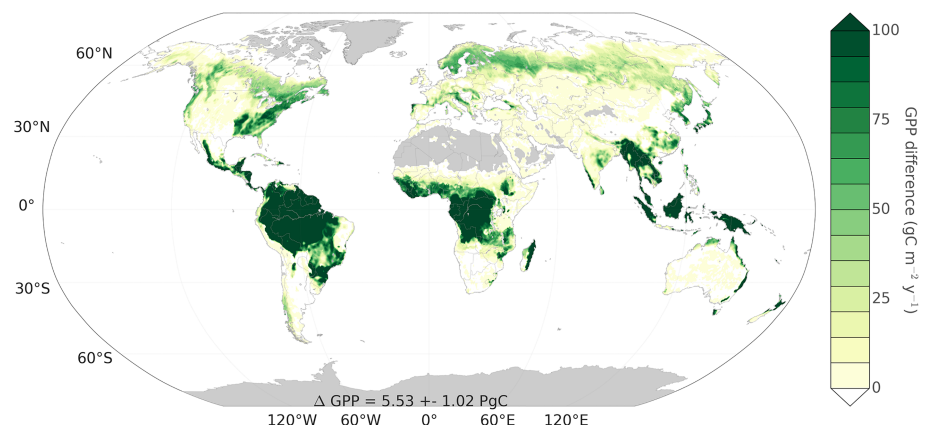 60°N
30°N
0°
30°S
60°S
Δ GPP = 5.53 +- 1.02 PgC
120°W 60°W 0° 60°E 120°E
100
75
50
25
0
GPP difference (gC m⁻² y⁻¹)